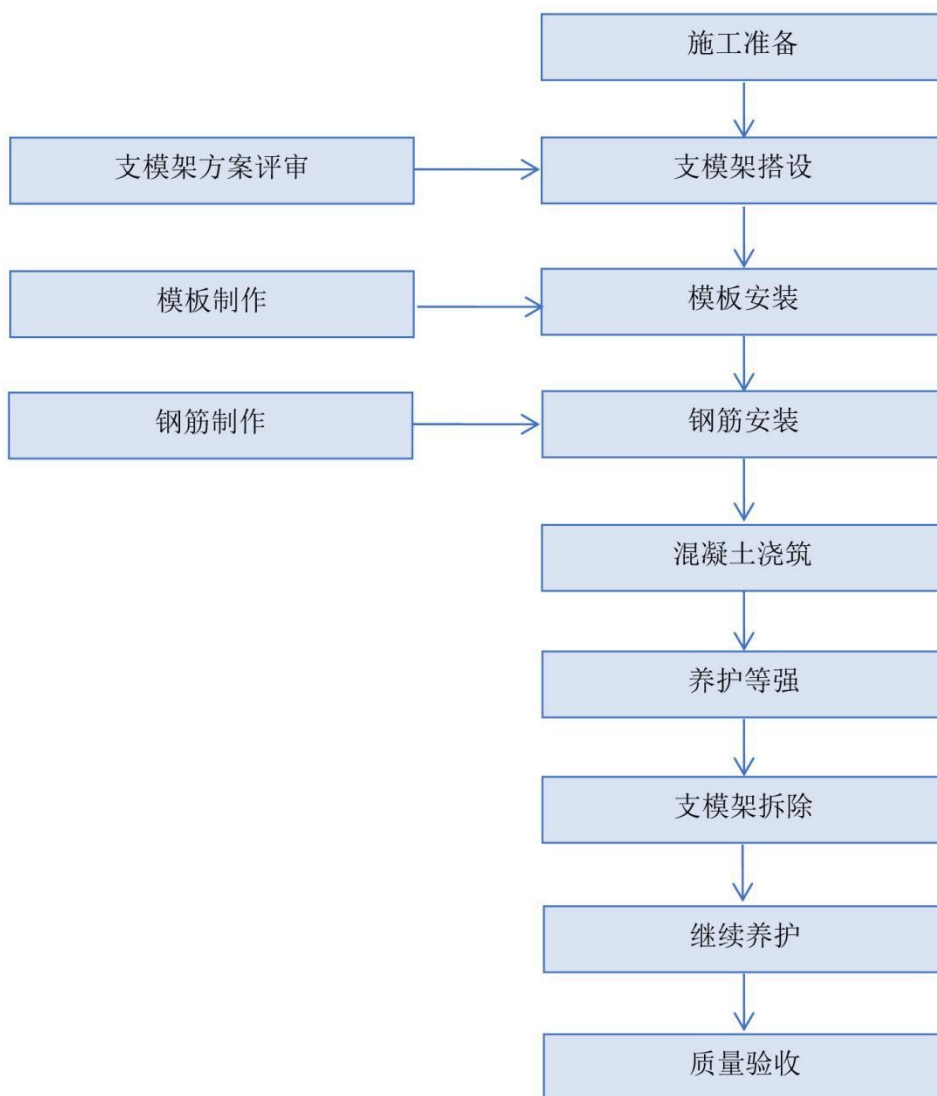 施工准备
支模架方案评审
支模架搭设
模板制作
模板安装
钢筋制作
钢筋安装
混凝土浇筑
养护等强
支模架拆除
继续养护
质量验收